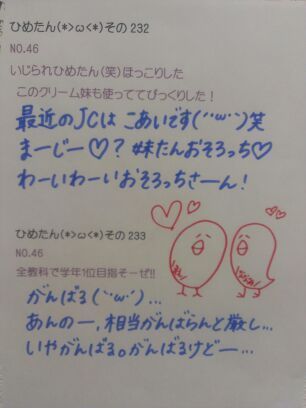 ひめたん(*>ω<*)その 232
NO.46
いじられひめたん(笑)ほっこりした
このクリーム妹も使っててびっくりした！
最近のJCは こあいです(´･ω･`)笑
まーじー♡? 妹たんおそろっち♡
わーいわーいおそろっちさーん!
ひめたん(*>ω<*)その 233
NO.46
全教科で学年1位目指そーぜ!!
がんばる(´･ω･`)...
あんのー, 相当がんばらんと厳し...
いやがんばる。がんばるけどー...